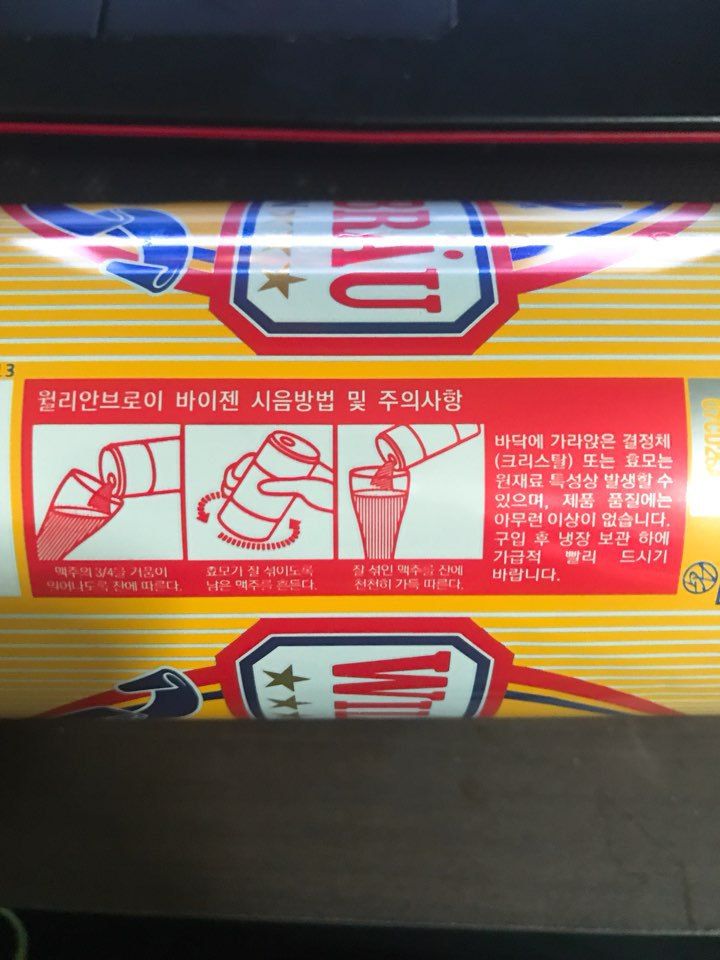 BRÄU
13
윌리안브로이 바이젠 시음방법 및 주의사항
맥주의 3/4을 거품이
일어나도록 잔에 따른다.
효모가 잘 섞이도록
남은 맥주를 흔든다.
잘 섞인 맥주를 잔에
천천히 가득 따른다.
바닥에 가라앉은 결정체
(크리스탈) 또는 효모는
원재료 특성상 발생할 수
있으며, 제품 품질에는
아무런 이상이 없습니다.
구입 후 냉장 보관 하에
가급적 빨리 드시기
바랍니다.